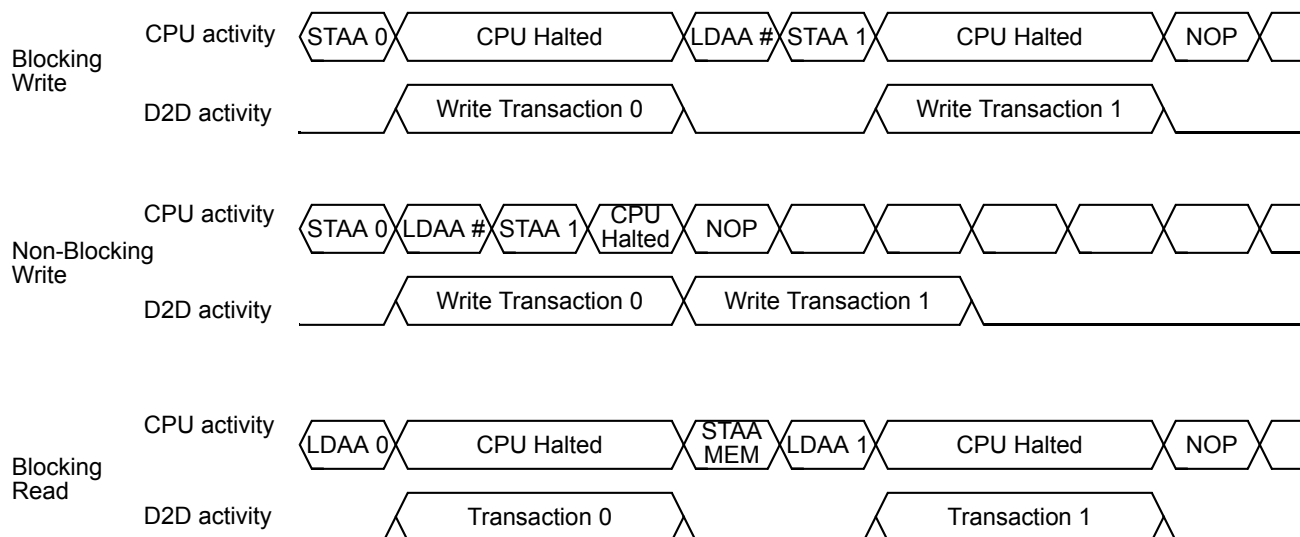 CPU activity STAA 0 CPU Halted LDAA # STAA 1 CPU Halted NOP
Blocking
Write
D2D activity Write Transaction 0 Write Transaction 1
CPU activity STAA 0 LDAA # STAA 1 CPU
Halted NOP
Non-Blocking
Write
D2D activity Write Transaction 0 Write Transaction 1
CPU activity LDAA 0 CPU Halted STAA
MEM LDAA 1 CPU Halted NOP
Blocking
Read
D2D activity Transaction 0 Transaction 1